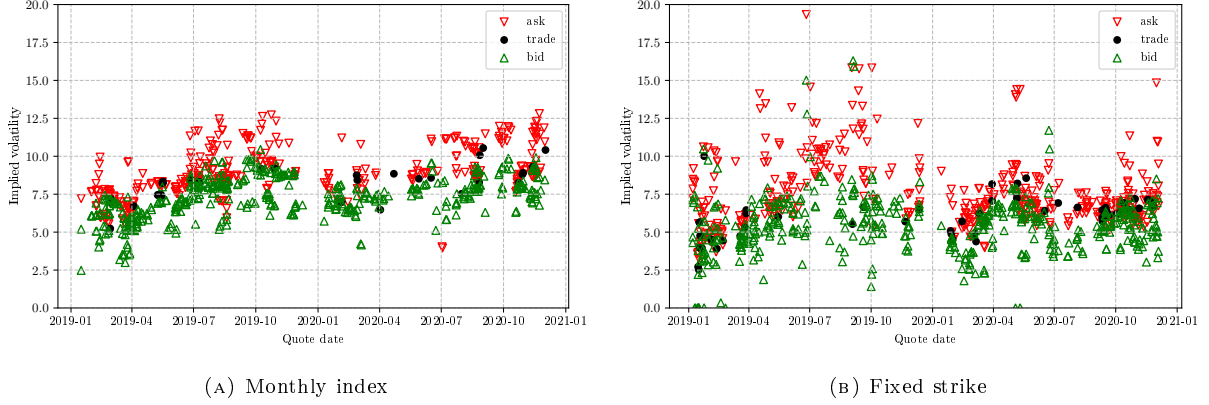 20.0
17.5
15.0
12.5
10.0
7.5
5.0
2.5
0.0
Implied volatility
ask
trade
bid
2019-01 2019-04 2019-07 2019-10 2020-01 2020-04 2020-07 2020-10 2021-01
Quote date
(A) Monthly index
20.0
17.5
15.0
12.5
10.0
7.5
5.0
2.5
0.0
Implied volatility
ask
trade
bid
2019-01 2019-04 2019-07 2019-10 2020-01 2020-04 2020-07 2020-10 2021-01
Quote date
(B) Fixed strike